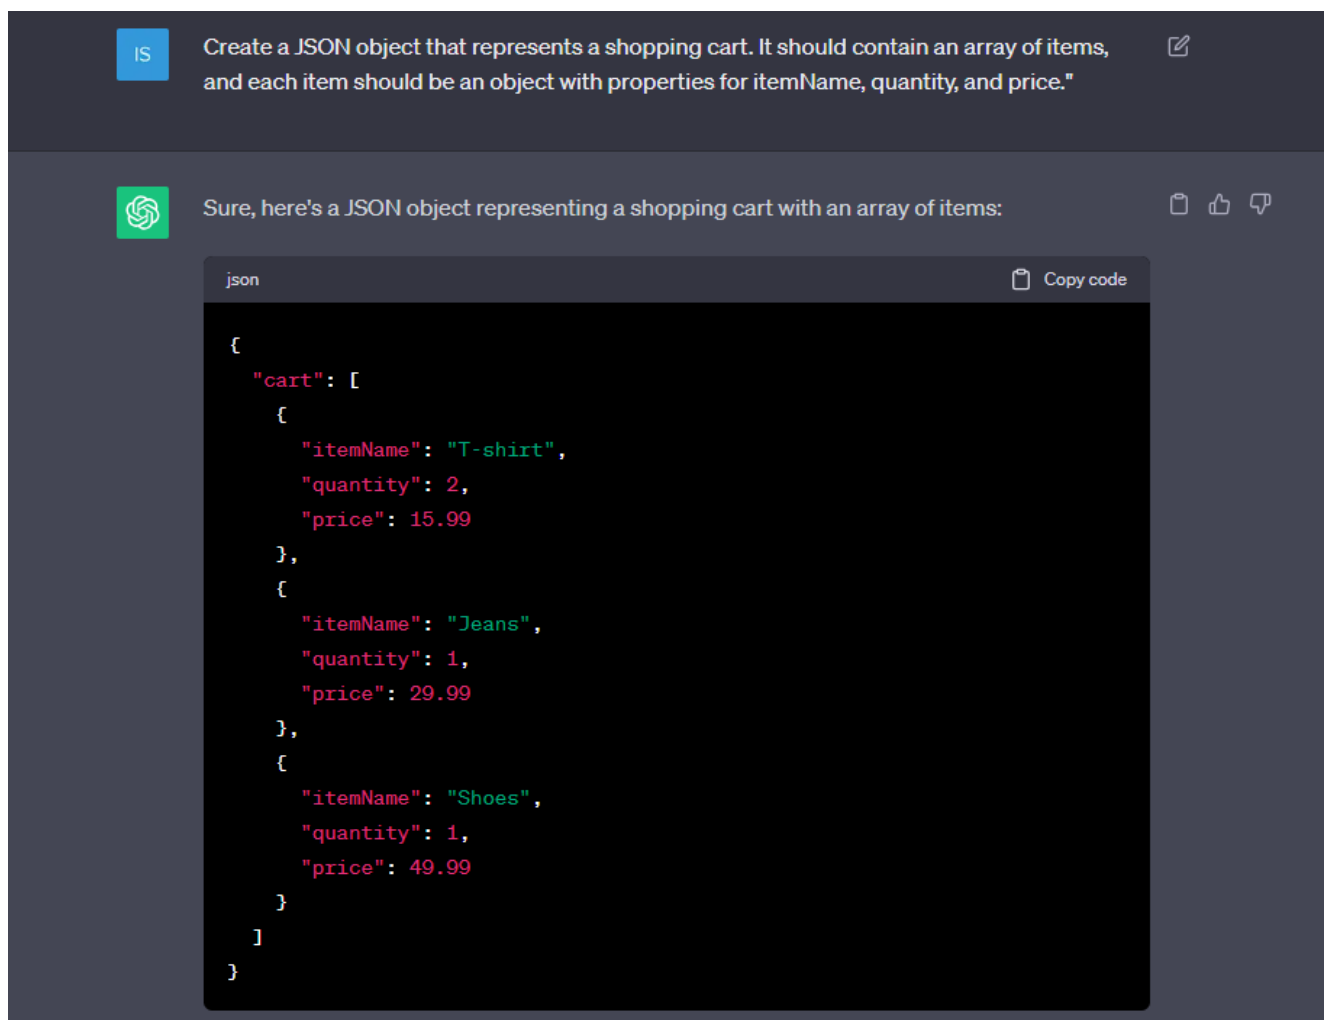 IS
Create a JSON object that represents a shopping cart. It should contain an array of items,
and each item should be an object with properties for itemName, quantity, and price."
Sure, here's a JSON object representing a shopping cart with an array of items:
json
Copy code
{
  "cart": [
    {
      "itemName": "T-shirt",
      "quantity": 2,
      "price": 15.99
    },
    {
      "itemName": "Jeans",
      "quantity": 1,
      "price": 29.99
    },
    {
      "itemName": "Shoes",
      "quantity": 1,
      "price": 49.99
    }
  ]
}